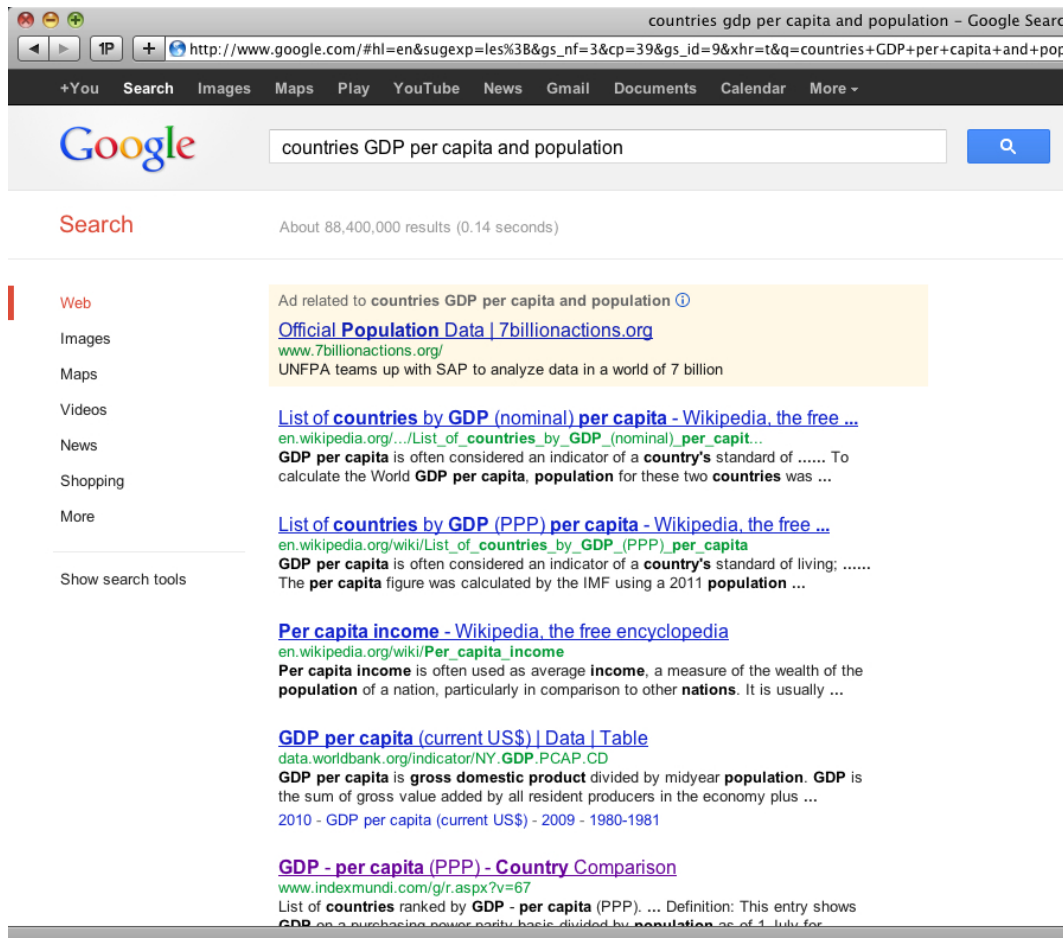 countries gdp per capita and population – Google Searc
1P + http://www.google.com/#hl=en&sugexp=les%3B&gs_nf=3&cp=39&gs_id=9&xhr=t&q=countries+GDP+per+capita+and+pop
+You Search Images Maps Play YouTube News Gmail Documents Calendar More
Google
countries GDP per capita and population
Search
About 88,400,000 results (0.14 seconds)
Web
Images
Maps
Videos
News
Shopping
More
Show search tools
Ad related to countries GDP per capita and population
Official Population Data | 7billionactions.org
www.7billionactions.org/
UNFPA teams up with SAP to analyze data in a world of 7 billion
List of countries by GDP (nominal) per capita - Wikipedia, the free ...
en.wikipedia.org/.../List_of_countries_by_GDP_(nominal)_per_capit...
GDP per capita is often considered an indicator of a country's standard of ...... To
calculate the World GDP per capita, population for these two countries was ...
List of countries by GDP (PPP) per capita - Wikipedia, the free ...
en.wikipedia.org/wiki/List_of_countries_by_GDP_(PPP)_per_capita
GDP per capita is often considered an indicator of a country's standard of living; ......
The per capita figure was calculated by the IMF using a 2011 population ...
Per capita income - Wikipedia, the free encyclopedia
en.wikipedia.org/wiki/Per_capita_income
Per capita income is often used as average income, a measure of the wealth of the
population of a nation, particularly in comparison to other nations. It is usually ...
GDP per capita (current US$) | Data | Table
data.worldbank.org/indicator/NY.GDP.PCAP.CD
GDP per capita is gross domestic product divided by midyear population. GDP is
the sum of gross value added by all resident producers in the economy plus ...
2010 - GDP per capita (current US$) - 2009 - 1980-1981
GDP - per capita (PPP) - Country Comparison
www.indexmundi.com/g/r.aspx?v=67
List of countries ranked by GDP - per capita (PPP). ... Definition: This entry shows
GDP on a purchasing power parity basis divided by population as of 1 July for